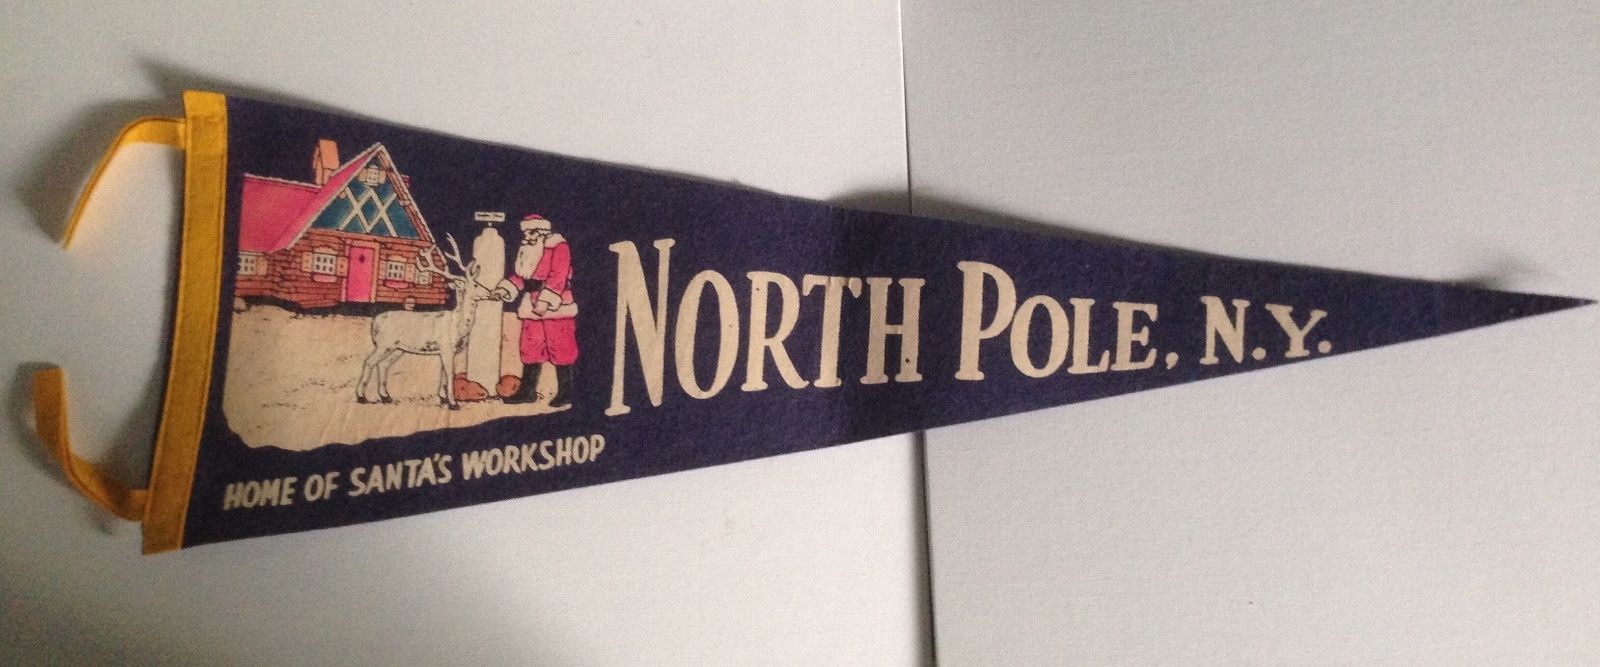 NORTH POLE, N.Y.
HOME OF SANTA'S WORKSHOP